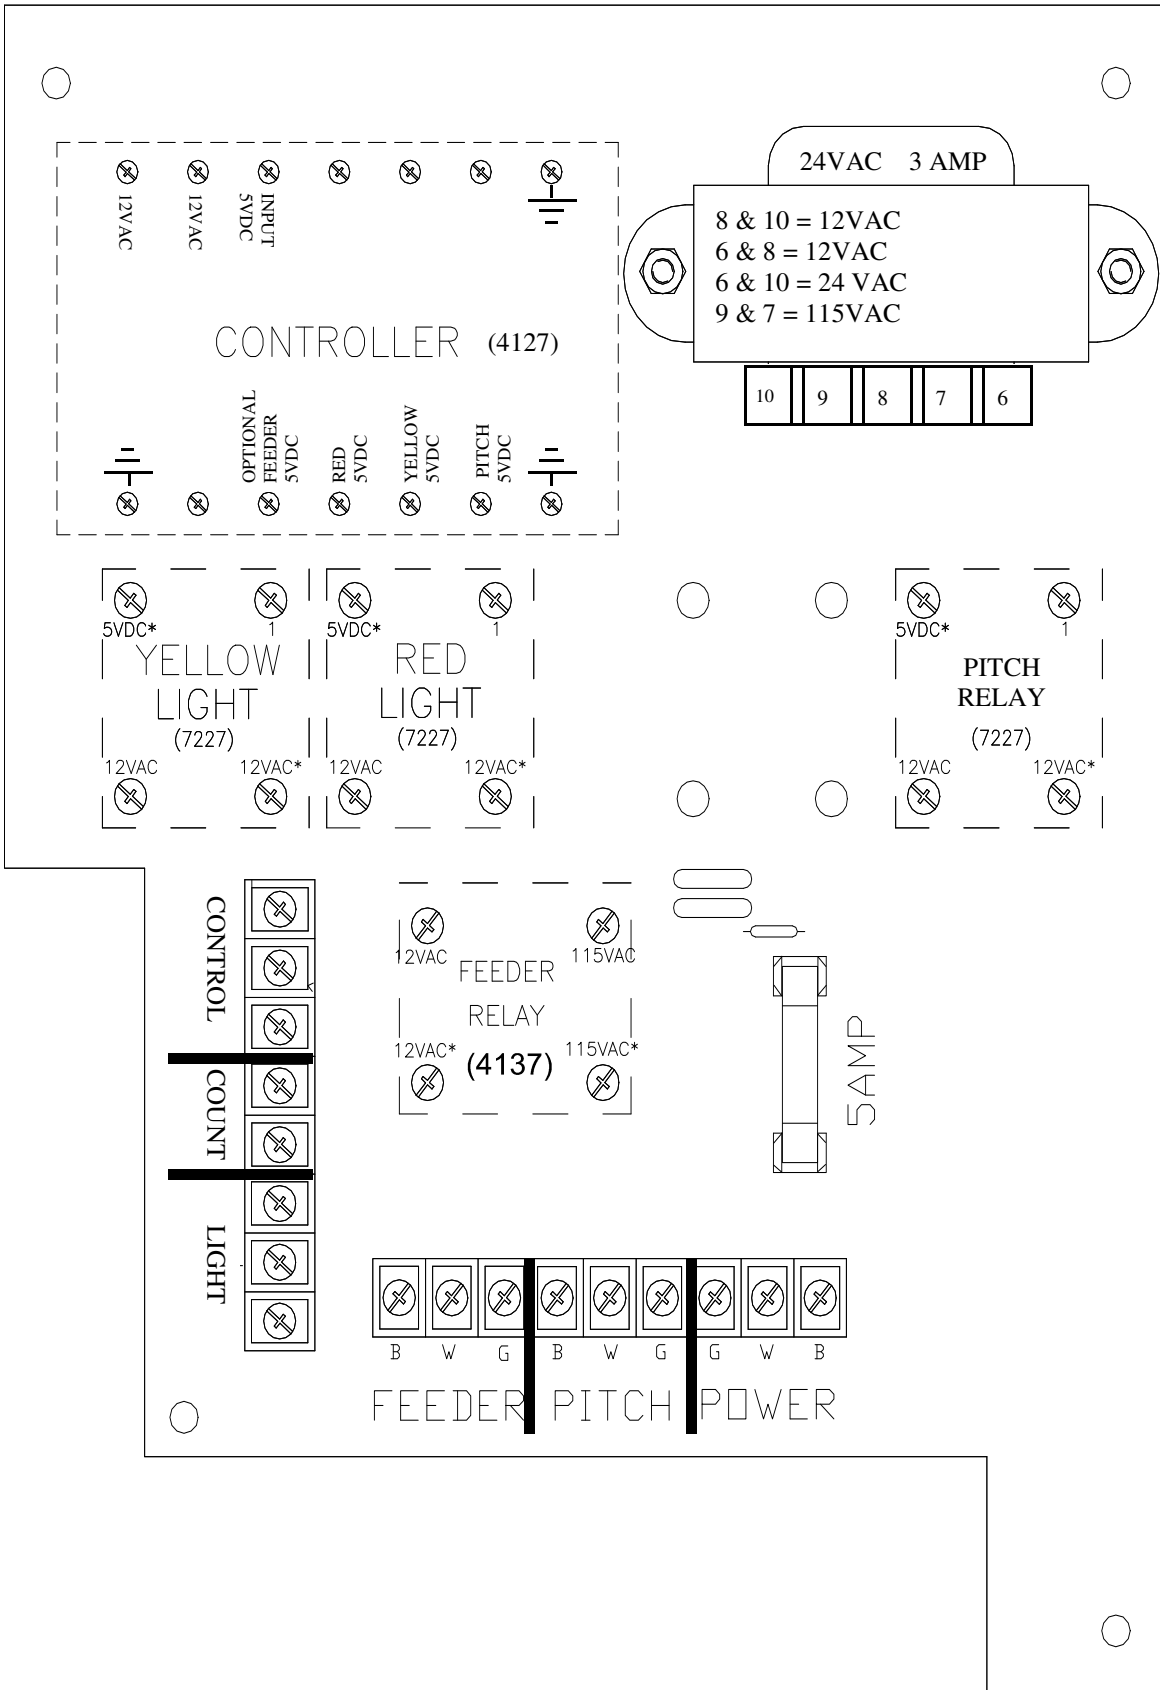 24VAC 3 AMP
12VAC
12VAC
INPUT
5VDC
8 & 10 = 12VAC
6 & 8 = 12VAC
6 & 10 = 24 VAC
9 & 7 = 115VAC
CONTROLLER (4127)
10 9 8 7 6
OPTIONAL
FEEDER
5VDC
RED
5VDC
YELLOW
5VDC
PITCH
5VDC
5VDC* 1
YELLOW
LIGHT
(7227)
12VAC 12VAC*
5VDC* 1
RED
LIGHT
(7227)
12VAC 12VAC*
5VDC* 1
PITCH
RELAY
(7227)
12VAC 12VAC*
CONTROL
COUNT
LIGHT
12VAC 115VAC
FEEDER
RELAY
12VAC* 115VAC*
(4137)
5AMP
B W G B W G G W B
FEEDER PITCH POWER